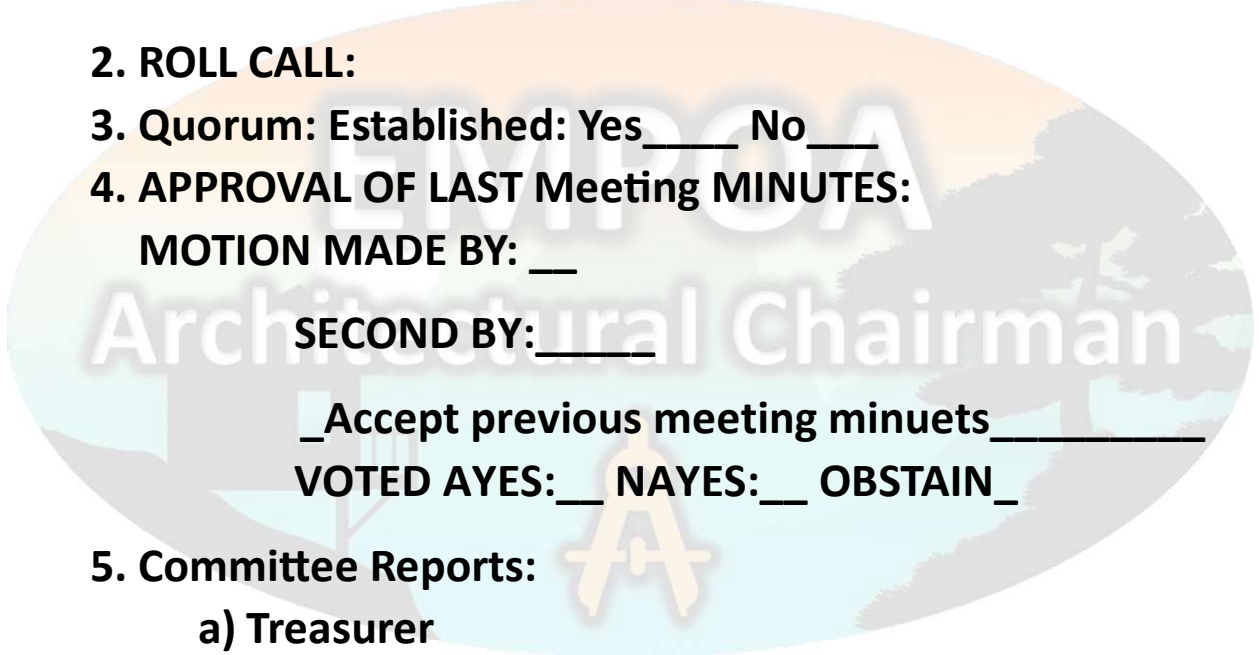 2. ROLL CALL:
3. Quorum: Established: Yes____ No___
4. APPROVAL OF LAST Meeting MINUTES:
MOTION MADE BY: __
SECOND BY:_____
_Accept previous meeting minuets_________
VOTED AYES:__ NAYES:__ OBSTAIN_
5. Committee Reports:
a) Treasurer
EMPOA
Architectural Chairman